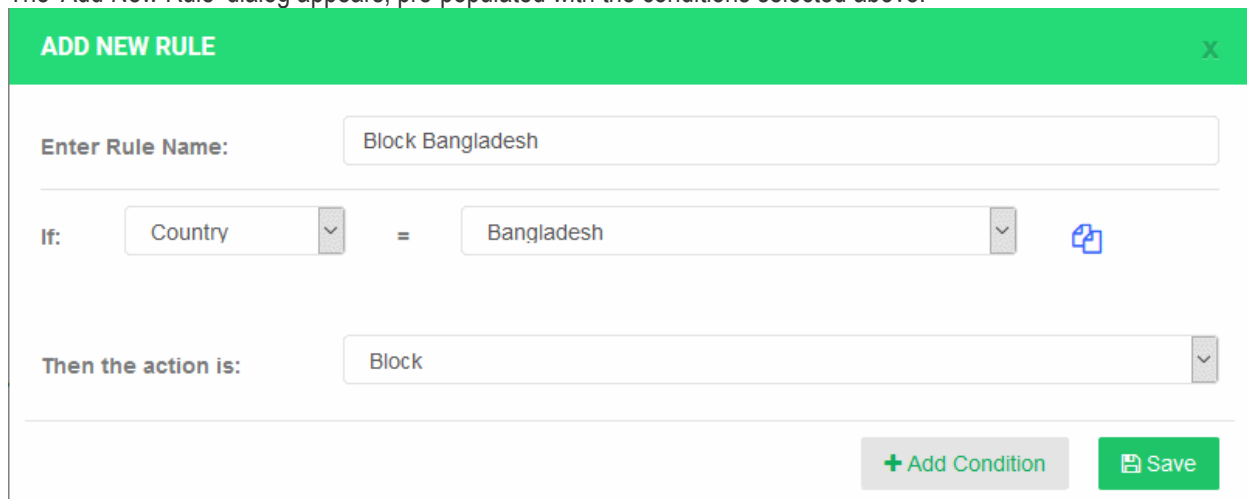 The 'Add New Rule' dialog appears, pre-populated with the conditions selected above:
ADD NEW RULE x
Enter Rule Name: Block Bangladesh
If: Country = Bangladesh
Then the action is: Block
+ Add Condition Save